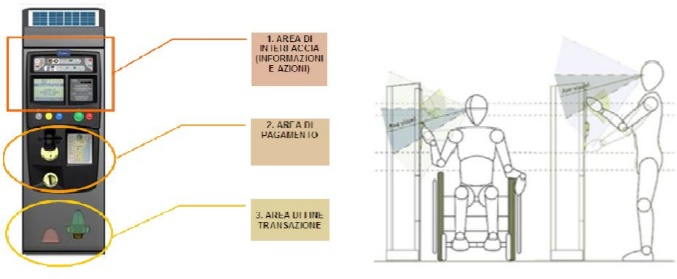 1. AREA DI
INTERFACCIA
(INFORMAZIONI
E AZIONI)
2. AREA DI
PAGAMENTO
3. AREA DI FINE
TRANSAZIONE